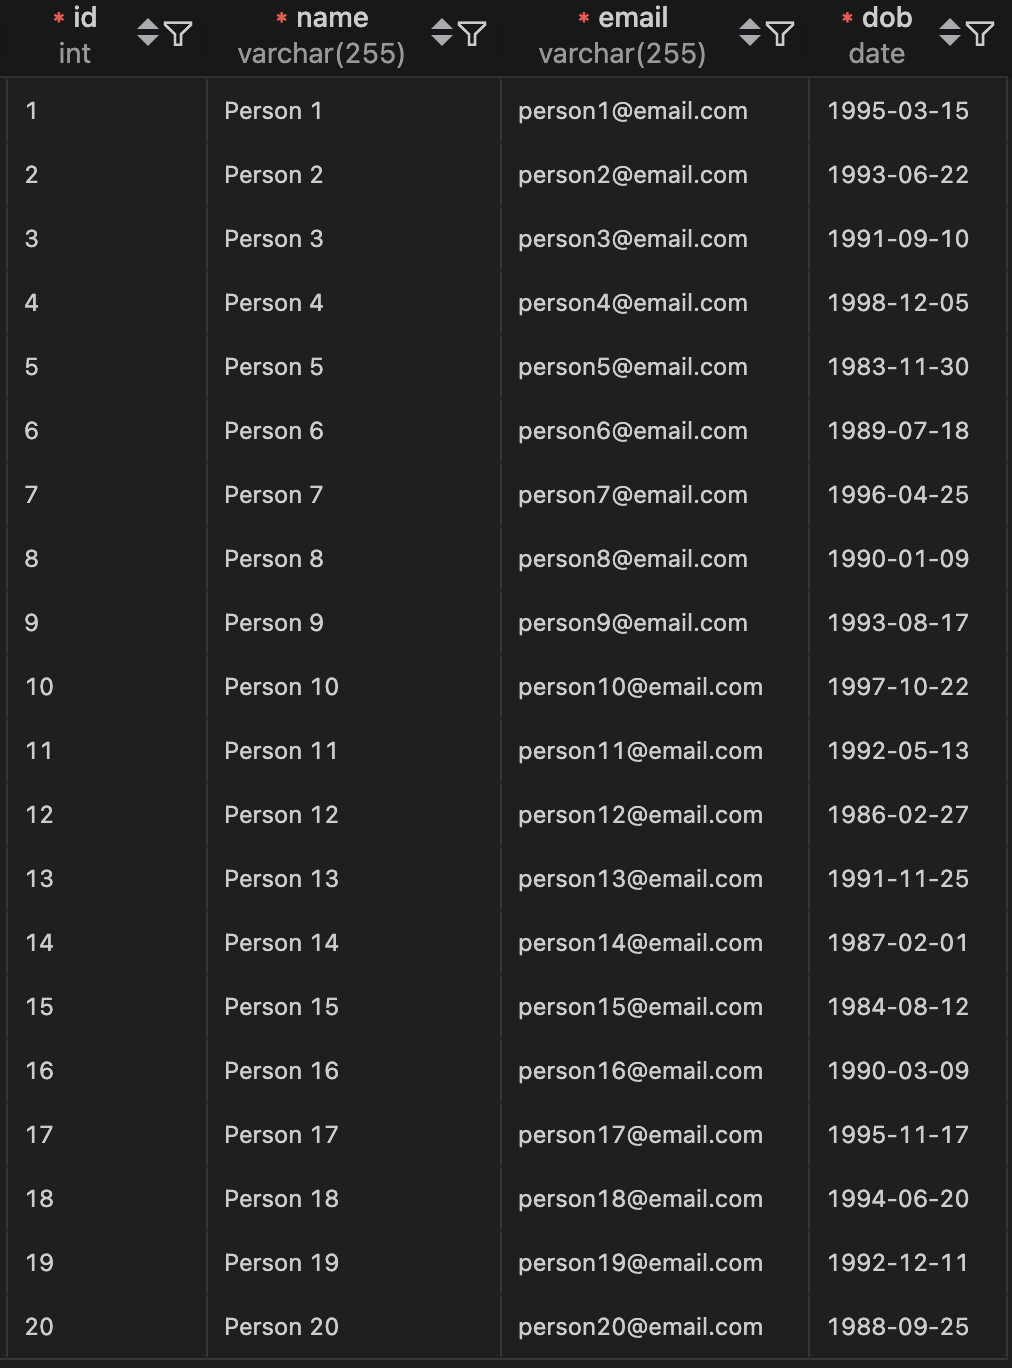 * id * name * email * dob
int varchar(255) varchar(255) date
1 Person 1 person1@email.com 1995-03-15
2 Person 2 person2@email.com 1993-06-22
3 Person 3 person3@email.com 1991-09-10
4 Person 4 person4@email.com 1998-12-05
5 Person 5 person5@email.com 1983-11-30
6 Person 6 person6@email.com 1989-07-18
7 Person 7 person7@email.com 1996-04-25
8 Person 8 person8@email.com 1990-01-09
9 Person 9 person9@email.com 1993-08-17
10 Person 10 person10@email.com 1997-10-22
11 Person 11 person11@email.com 1992-05-13
12 Person 12 person12@email.com 1986-02-27
13 Person 13 person13@email.com 1991-11-25
14 Person 14 person14@email.com 1987-02-01
15 Person 15 person15@email.com 1984-08-12
16 Person 16 person16@email.com 1990-03-09
17 Person 17 person17@email.com 1995-11-17
18 Person 18 person18@email.com 1994-06-20
19 Person 19 person19@email.com 1992-12-11
20 Person 20 person20@email.com 1988-09-25